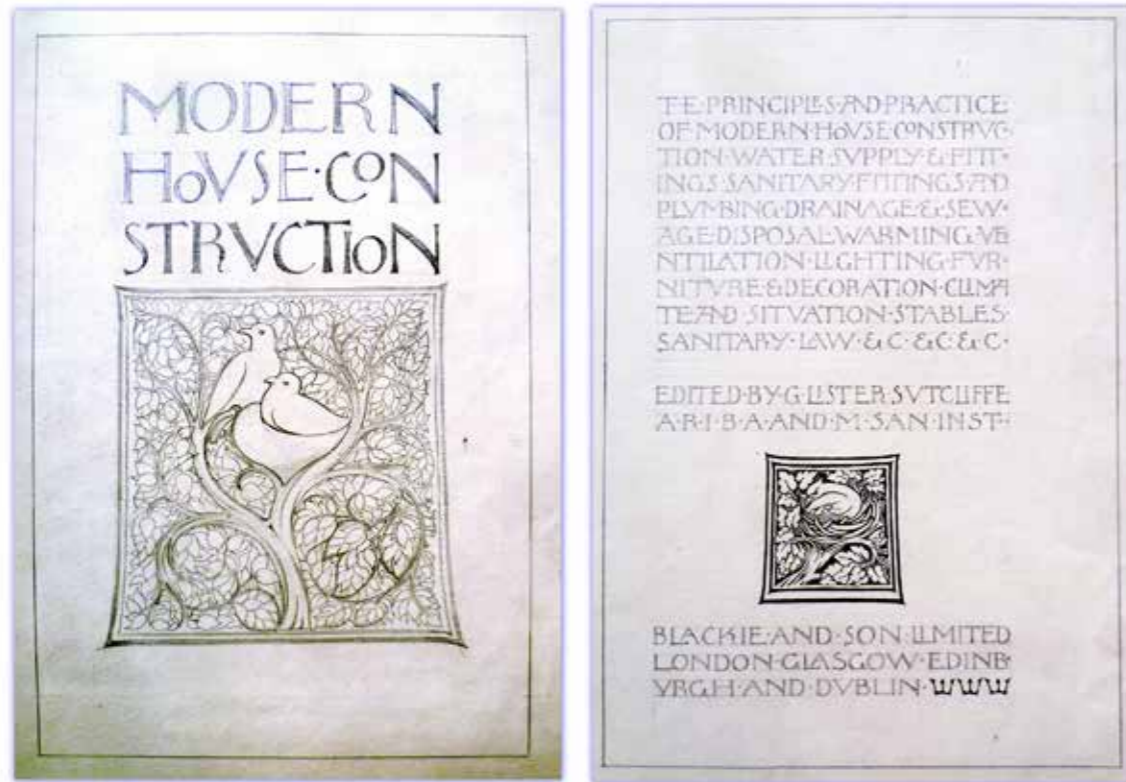 MODERN
HOVSE·CON
STRVCTION
TE·PRINCIPLES·AND PRACTICE
OF·MODERN·HOVSE CONSTRVC·
TION·WATER·SVPPLY·&·FITT·
INGS·SANITARY·FITTINGS·AND
PLVMBING·DRAINAGE·&·SEW·
AGE·DISPOSAL·WARMING·VE
NTILATION·LIGHTING·FVR·
NITVRE·&·DECORATION·CLIMA
TE·AND SITVATION·STABLES·
SANITARY·LAW·&C·&C·&C·
EDITED·BY·G·LISTER SVTCLIFFE
A·R·I·B·A·AND·M·SAN·INST·
BLACKIE·AND·SON·LIMITED
LONDON·GLASGOW·EDINB·
VRGH·AND·DVBLIN·WWW